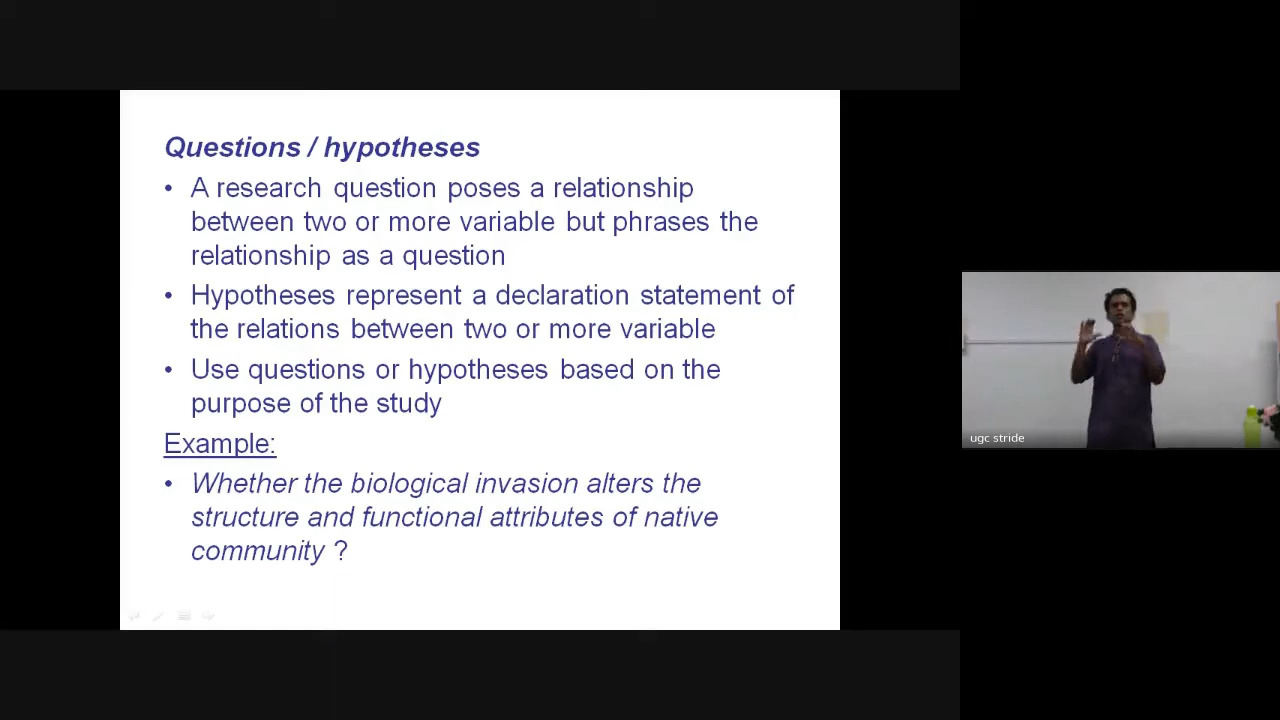 Questions / hypotheses
• A research question poses a relationship
between two or more variable but phrases the
relationship as a question
• Hypotheses represent a declaration statement of
the relations between two or more variable
• Use questions or hypotheses based on the
purpose of the study
Example:
• Whether the biological invasion alters the
structure and functional attributes of native
community ?
ugc stride